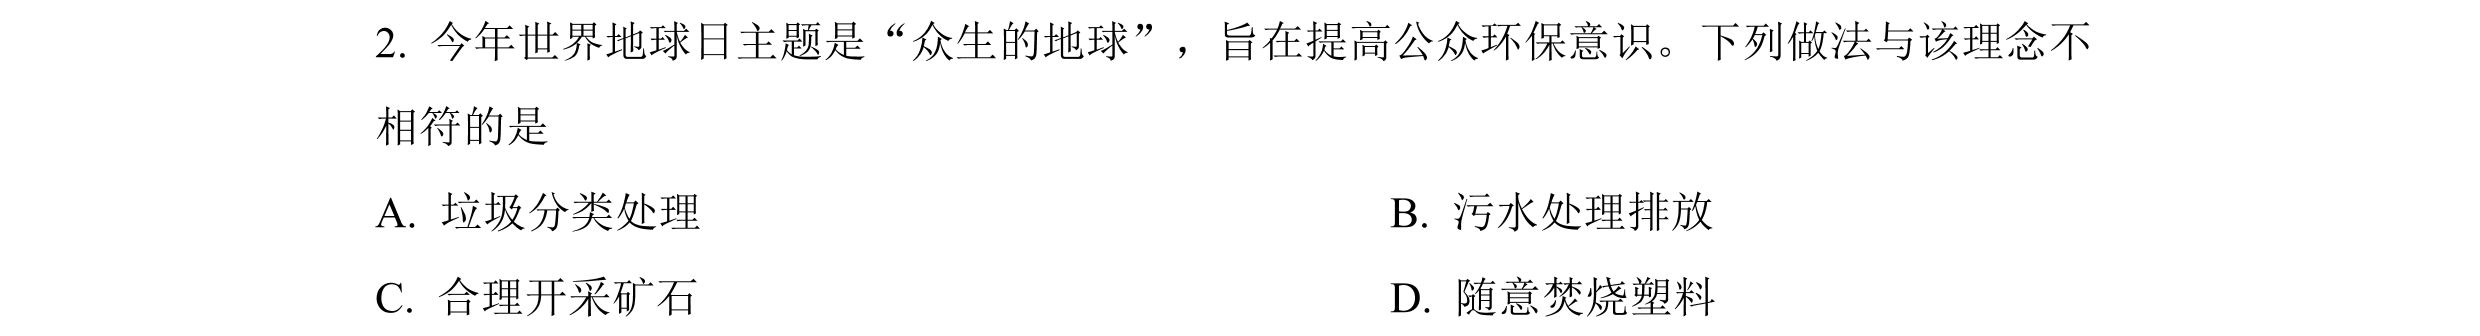 2. 今年世界地球日主题是“众生的地球”，旨在提高公众环保意识。下列做法与该理念不
相符的是
A. 垃圾分类处理 B. 污水处理排放
C. 合理开采矿石 D. 随意焚烧塑料